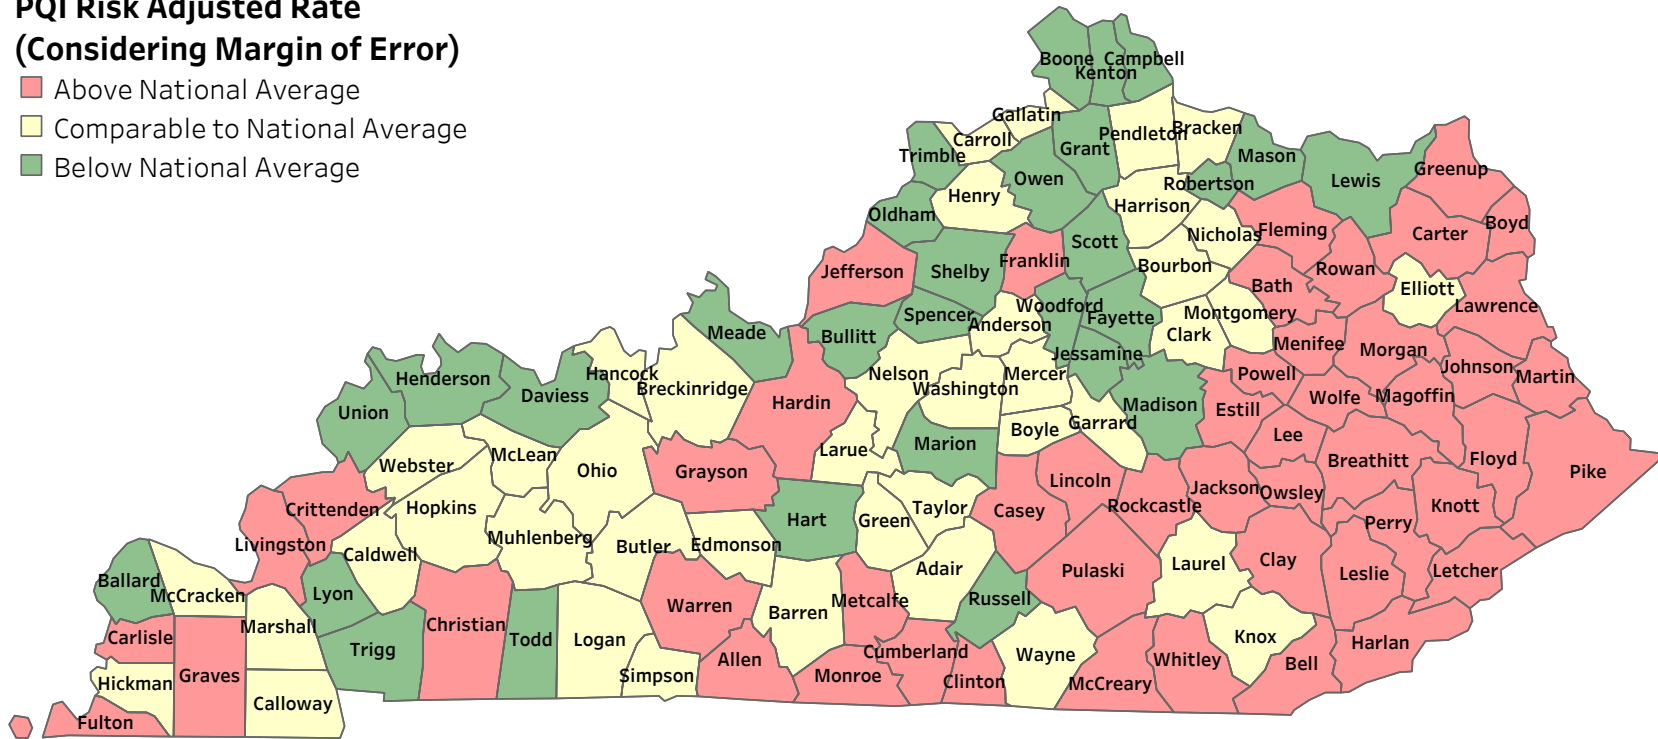 PQI Risk Adjusted Rate
(Considering Margin of Error)
Above National Average
Comparable to National Average
Below National Average
Boone
Campbell
Kenton
Gallatin
Carroll
Pendleton
Bracken
Grant
Trimble
Mason
Owen
Robertson
Lewis
Greenup
Henry
Harrison
Oldham
Nicholas
Fleming
Boyd
Carter
Scott
Franklin
Bourbon
Rowan
Jefferson
Shelby
Bath
Elliott
Lawrence
Woodford
Spencer
Anderson
Fayette
Montgomery
Clark
Meade
Bullitt
Menifee
Morgan
Jessamine
Johnson
Martin
Henderson
Hancock
Breckinridge
Nelson
Washington
Mercer
Powell
Daviess
Hardin
Madison
Wolfe
Magoffin
Union
Estill
Garrard
Boyle
Marion
Lee
Larue
McLean
Webster
Ohio
Grayson
Breathitt
Floyd
Pike
Lincoln
Jackson
Owsley
Crittenden
Hopkins
Hart
Green
Taylor
Casey
Rockcastle
Knott
Perry
Livingston
Caldwell
Muhlenberg
Butler
Edmonson
Adair
Pulaski
Laurel
Clay
Leslie
Letcher
Ballard
McCracken
Lyon
Warren
Barren
Metcalfe
Russell
Carlisle
Marshall
Christian
Todd
Logan
Trigg
Knox
Harlan
Cumberland
Wayne
Whitley
Bell
Allen
Hickman
Graves
Simpson
Monroe
Clinton
McCreary
Calloway
Fulton